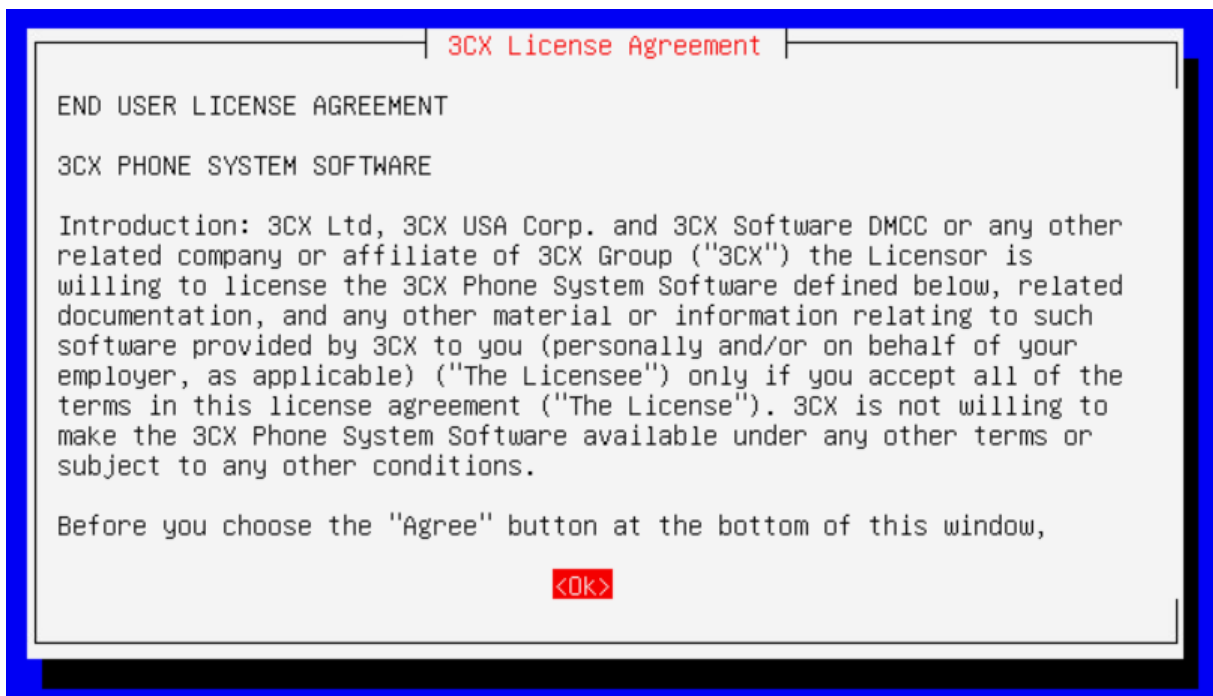 3CX License Agreement
END USER LICENSE AGREEMENT
3CX PHONE SYSTEM SOFTWARE
Introduction: 3CX Ltd, 3CX USA Corp. and 3CX Software DMCC or any other
related company or affiliate of 3CX Group ("3CX") the Licensor is
willing to license the 3CX Phone System Software defined below, related
documentation, and any other material or information relating to such
software provided by 3CX to you (personally and/or on behalf of your
employer, as applicable) ("The Licensee") only if you accept all of the
terms in this license agreement ("The License"). 3CX is not willing to
make the 3CX Phone System Software available under any other terms or
subject to any other conditions.
Before you choose the "Agree" button at the bottom of this window,
<Ok>